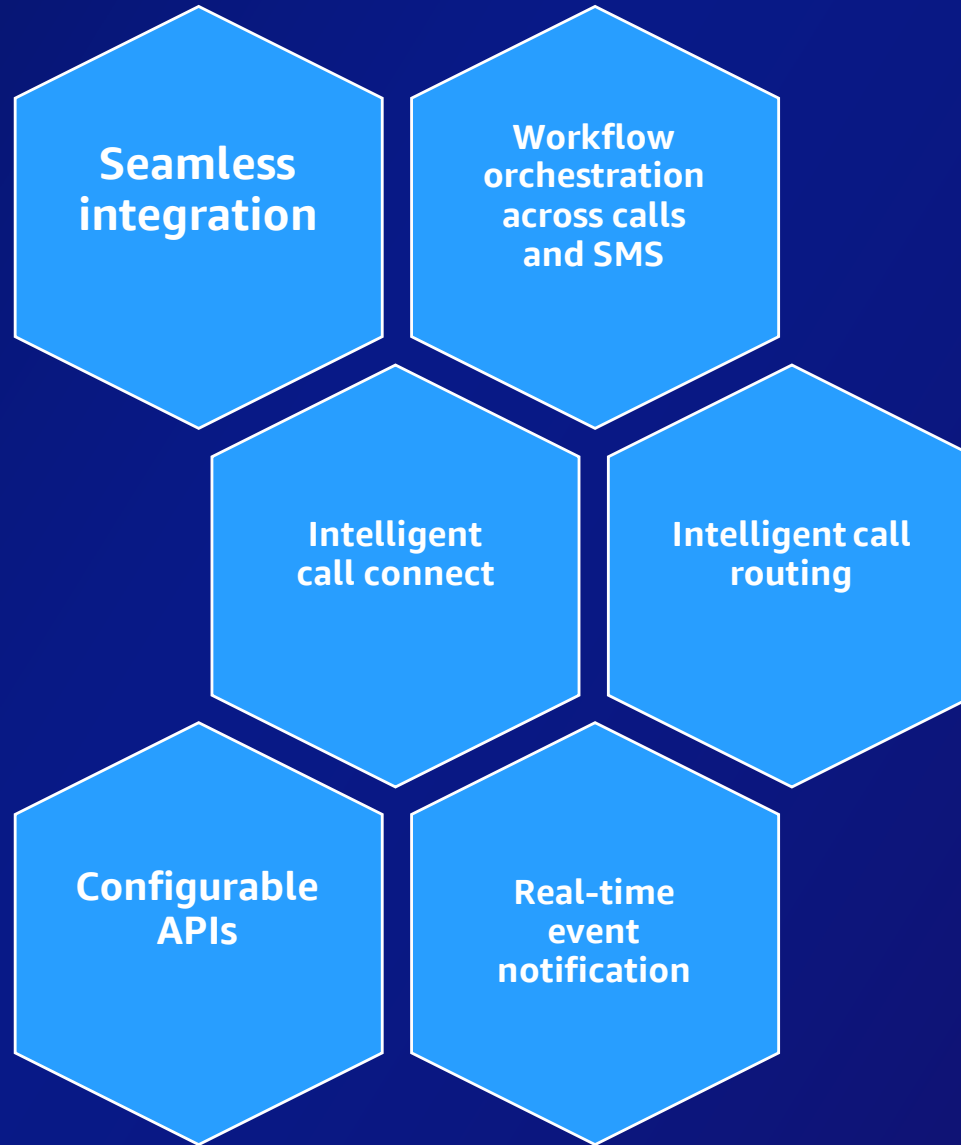 Seamless
integration
Workflow
orchestration
across calls
and SMS
Intelligent
call connect
Intelligent call
routing
Configurable
APIs
Real-time
event
notification